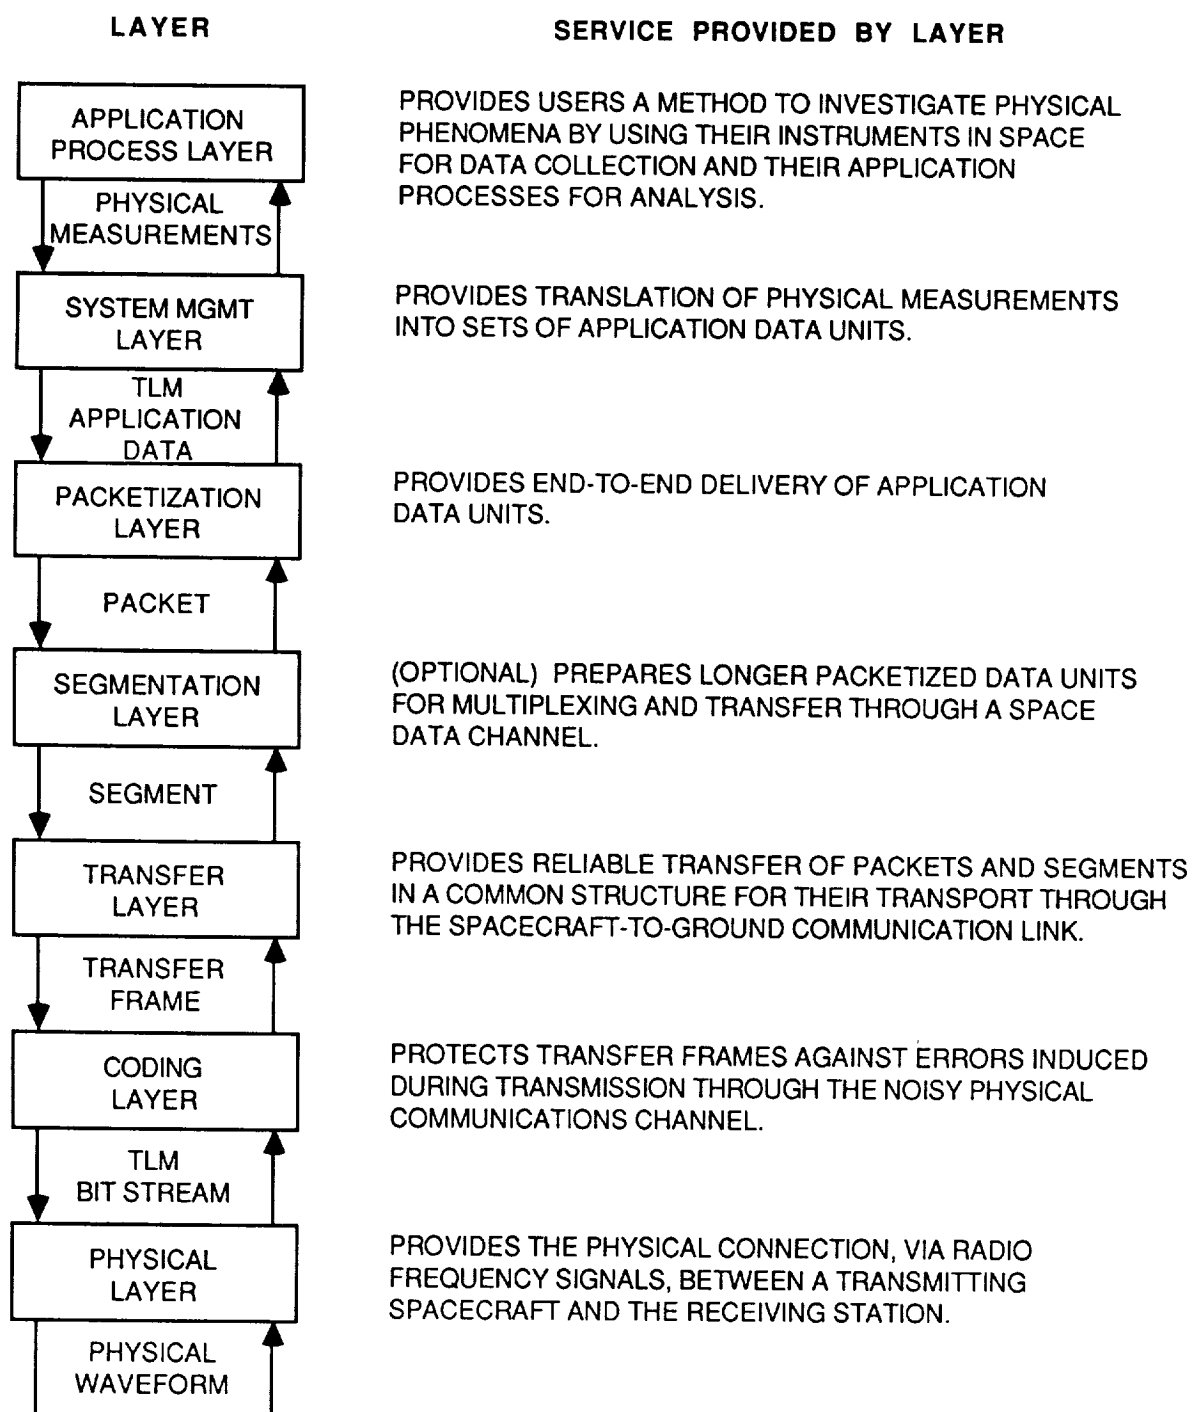 LAYER
SERVICE PROVIDED BY LAYER
APPLICATION
PROCESS LAYER
PROVIDES USERS A METHOD TO INVESTIGATE PHYSICAL
PHENOMENA BY USING THEIR INSTRUMENTS IN SPACE
FOR DATA COLLECTION AND THEIR APPLICATION
PROCESSES FOR ANALYSIS.
PHYSICAL
MEASUREMENTS
SYSTEM MGMT
LAYER
PROVIDES TRANSLATION OF PHYSICAL MEASUREMENTS
INTO SETS OF APPLICATION DATA UNITS.
TLM
APPLICATION
DATA
PACKETIZATION
LAYER
PROVIDES END-TO-END DELIVERY OF APPLICATION
DATA UNITS.
PACKET
SEGMENTATION
LAYER
(OPTIONAL) PREPARES LONGER PACKETIZED DATA UNITS
FOR MULTIPLEXING AND TRANSFER THROUGH A SPACE
DATA CHANNEL.
SEGMENT
TRANSFER
LAYER
PROVIDES RELIABLE TRANSFER OF PACKETS AND SEGMENTS
IN A COMMON STRUCTURE FOR THEIR TRANSPORT THROUGH
THE SPACECRAFT-TO-GROUND COMMUNICATION LINK.
TRANSFER
FRAME
CODING
LAYER
PROTECTS TRANSFER FRAMES AGAINST ERRORS INDUCED
DURING TRANSMISSION THROUGH THE NOISY PHYSICAL
COMMUNICATIONS CHANNEL.
TLM
BIT STREAM
PHYSICAL
LAYER
PROVIDES THE PHYSICAL CONNECTION, VIA RADIO
FREQUENCY SIGNALS, BETWEEN A TRANSMITTING
SPACECRAFT AND THE RECEIVING STATION.
PHYSICAL
WAVEFORM